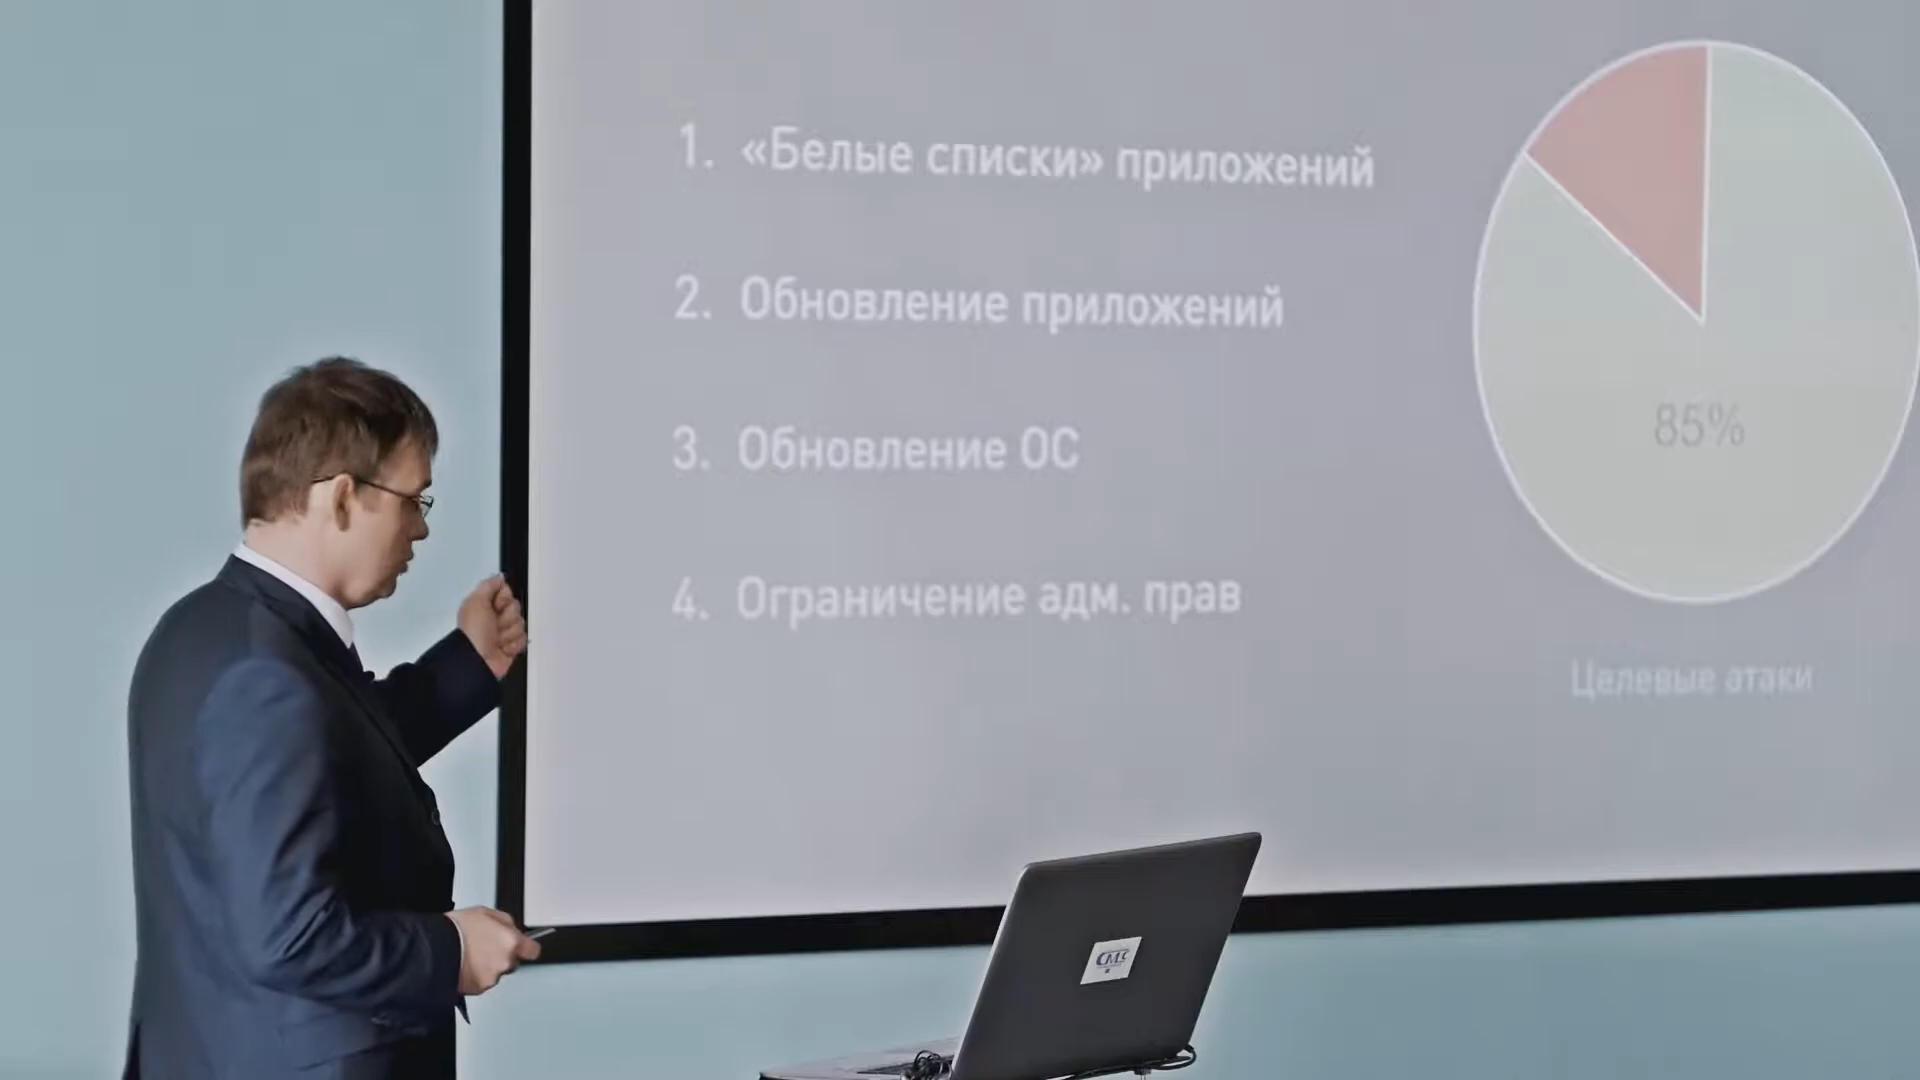 1. «Белые списки» приложений
2. Обновление приложений
3. Обновление ОС
4. Ограничение адм. прав
85%
Целевые атаки